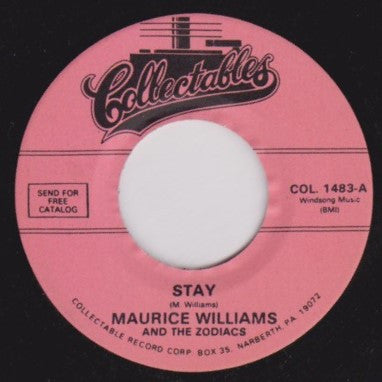 Collectables
SEND FOR
FREE
CATALOG
COL. 1483-A
Windsong Music
(BMI)
STAY
(M. Williams)
MAURICE WILLIAMS
AND THE ZODIACS
COLLECTABLE RECORD CORP. BOX 35, NARBERTH, PA 19072